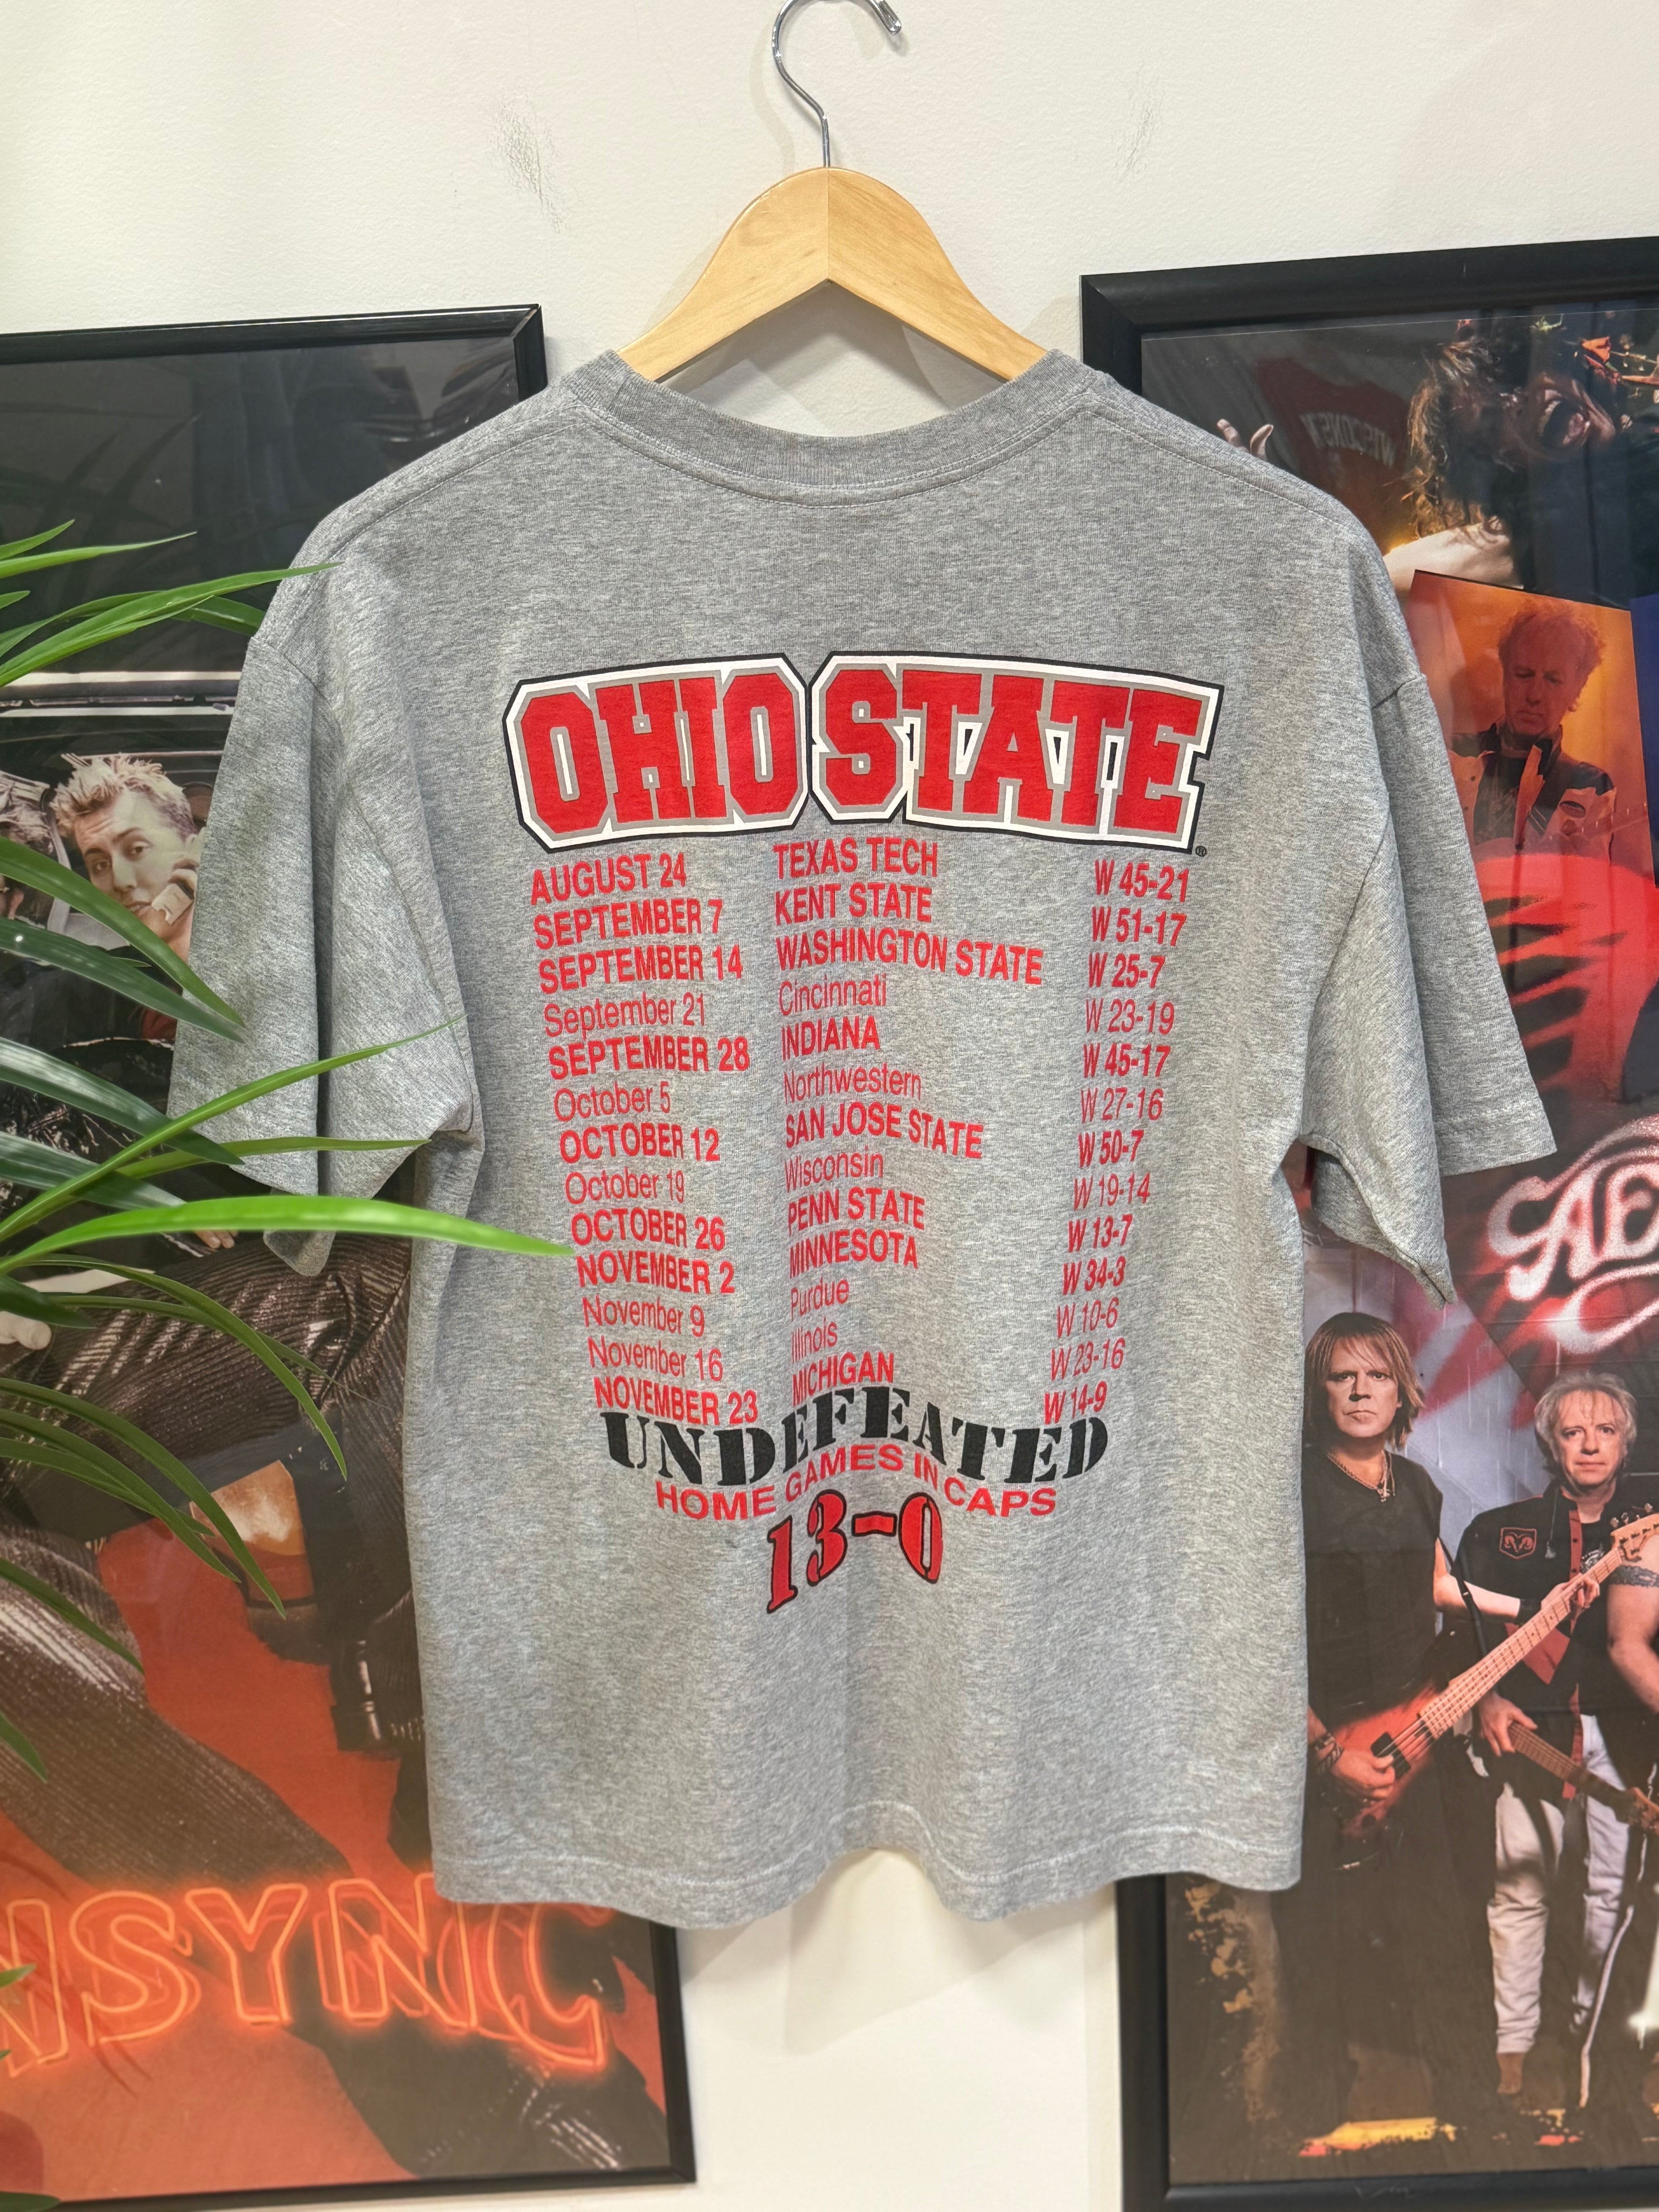 OHIO STATE ®
AUGUST 24 TEXAS TECH W 45-21
SEPTEMBER 7 KENT STATE W 51-17
SEPTEMBER 14 WASHINGTON STATE W 25-7
September 21 Cincinnati W 23-19
SEPTEMBER 28 INDIANA W 45-17
October 5 Northwestern W 27-16
OCTOBER 12 SAN JOSE STATE W 50-7
October 19 Wisconsin W 19-14
OCTOBER 26 PENN STATE W 13-7
NOVEMBER 2 MINNESOTA W 34-3
November 9 Purdue W 10-6
November 16 Illinois W 23-16
NOVEMBER 23 MICHIGAN W 14-9
UNDEFEATED
HOME GAMES IN CAPS
13-0
NSYNC
AE